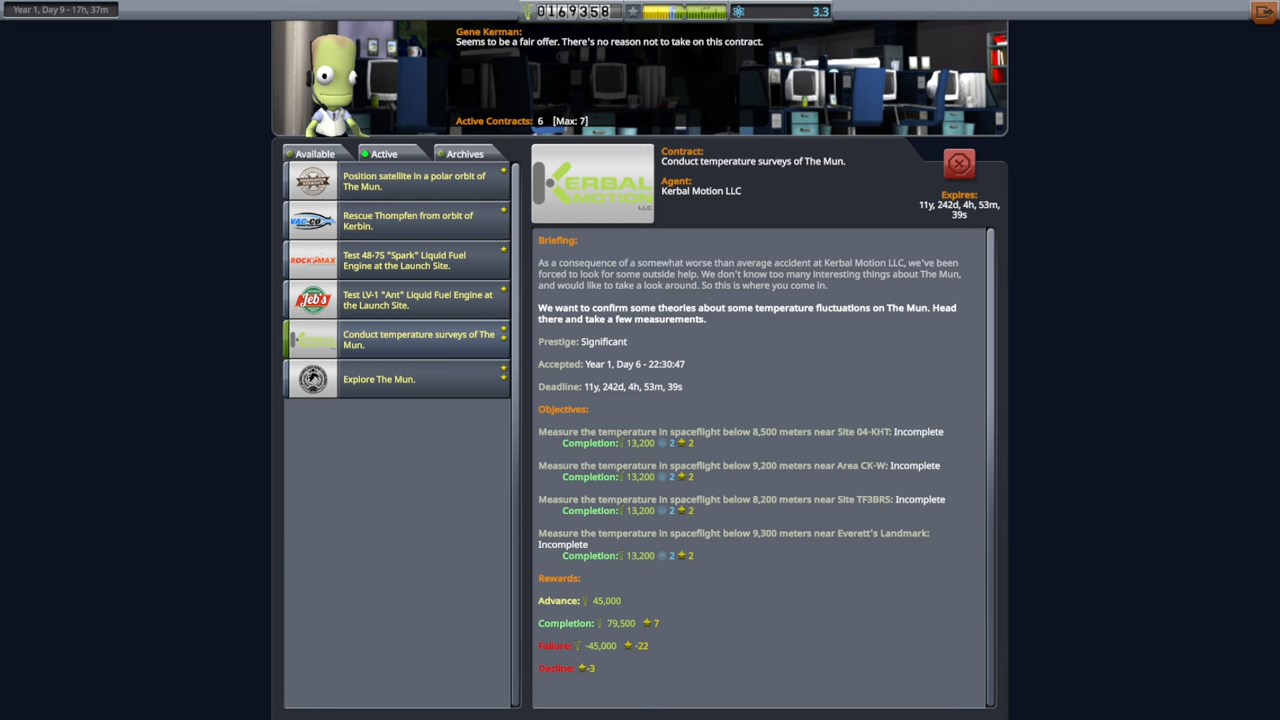 Year 1, Day 9 - 17h, 37m
0169358
3.3
Gene Kerman:
Seems to be a fair offer. There's no reason not to take on this contract.
Active Contracts: 6 [Max: 7]
Available
Active
Archives
Position satellite in a polar orbit of
The Mun.
VAC-CO
Rescue Thompfen from orbit of
Kerbin.
ROCKOMAX
Test 48-7S "Spark" Liquid Fuel
Engine at the Launch Site.
Jeb's
Test LV-1 "Ant" Liquid Fuel Engine at
the Launch Site.
Conduct temperature surveys of The
Mun.
Explore The Mun.
KERBAL
MOTION
LLC
Contract:
Conduct temperature surveys of The Mun.
Agent:
Kerbal Motion LLC
Expires:
11y, 242d, 4h, 53m,
39s
Briefing:
As a consequence of a somewhat worse than average accident at Kerbal Motion LLC, we've been
forced to look for some outside help. We don't know too many interesting things about The Mun,
and would like to take a look around. So this is where you come in.
We want to confirm some theories about some temperature fluctuations on The Mun. Head
there and take a few measurements.
Prestige: Significant
Accepted: Year 1, Day 6 - 22:30:47
Deadline: 11y, 242d, 4h, 53m, 39s
Objectives:
Measure the temperature in spaceflight below 8,500 meters near Site 04-KHT: Incomplete
Completion: 13,200 2 2
Measure the temperature in spaceflight below 9,200 meters near Area CK-W: Incomplete
Completion: 13,200 2 2
Measure the temperature in spaceflight below 8,200 meters near Site TF3BRS: Incomplete
Completion: 13,200 2 2
Measure the temperature in spaceflight below 9,300 meters near Everett's Landmark:
Incomplete
Completion: 13,200 2 2
Rewards:
Advance: 45,000
Completion: 79,500 7
Failure: -45,000 -22
Decline: -3